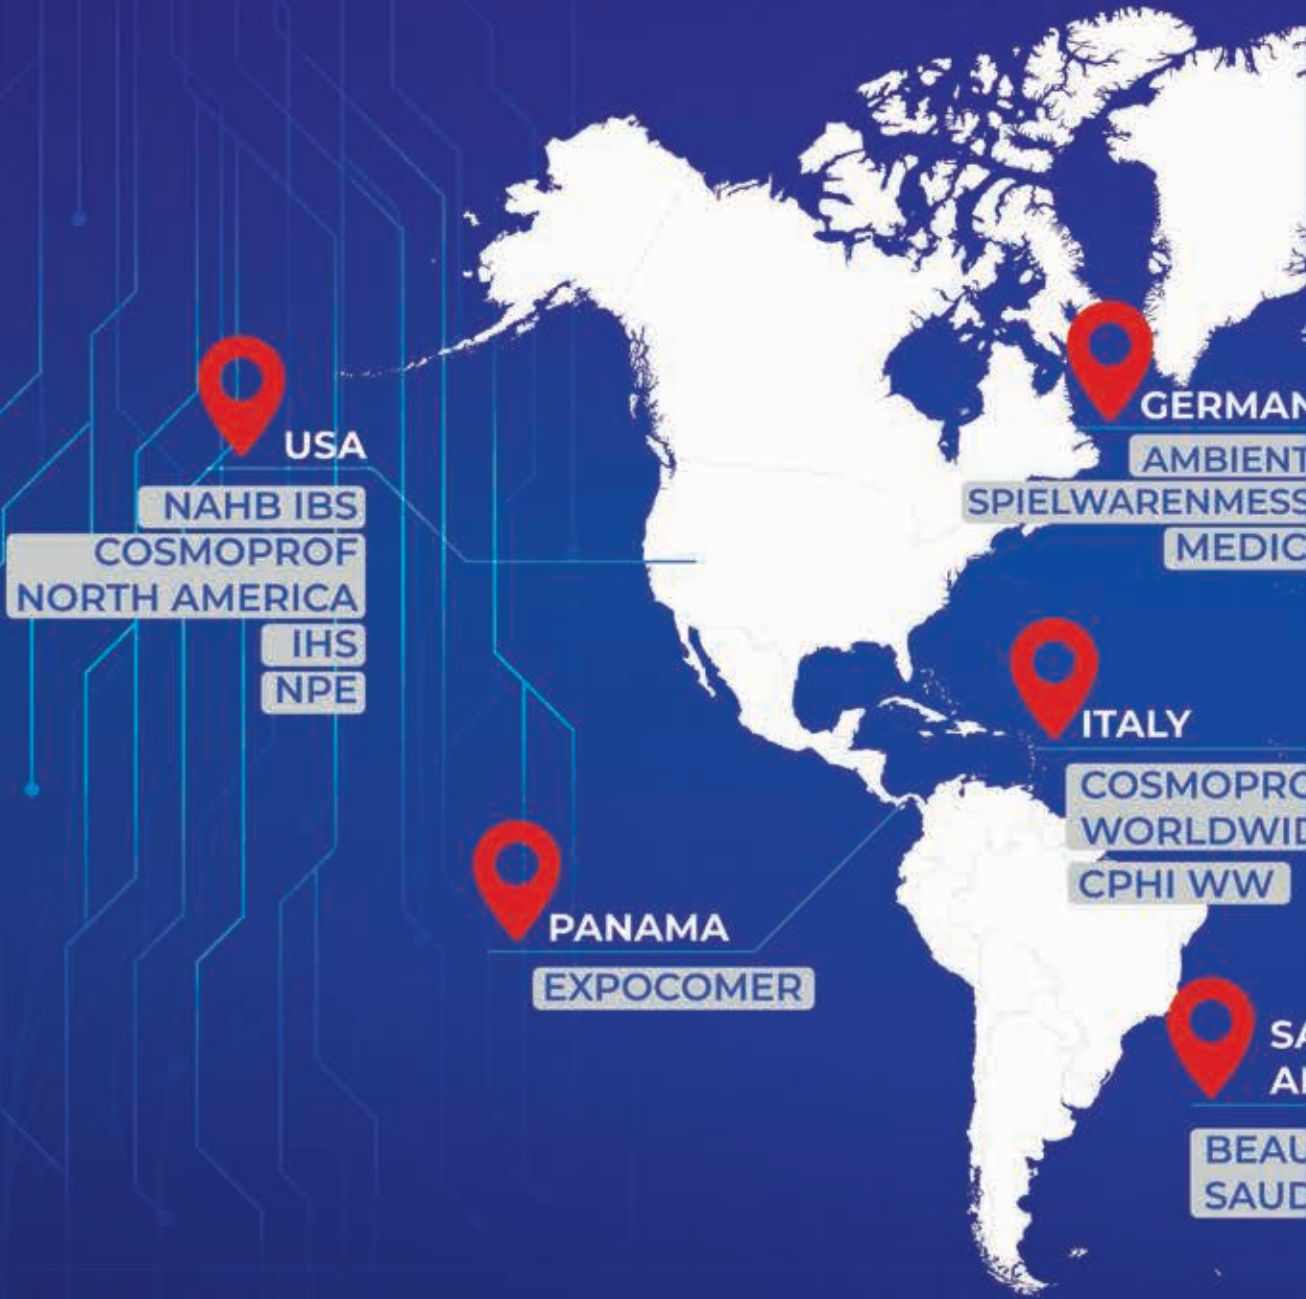 USA
NAHB IBS
COSMOPROF
NORTH AMERICA
IHS
NPE
PANAMA
EXPOCOMER
GERMAN
AMBIENT
SPIELWARENMESS
MEDIC
ITALY
COSMOPRO
WORLDWID
CPHI WW
SA
A
BEAU
SAUD